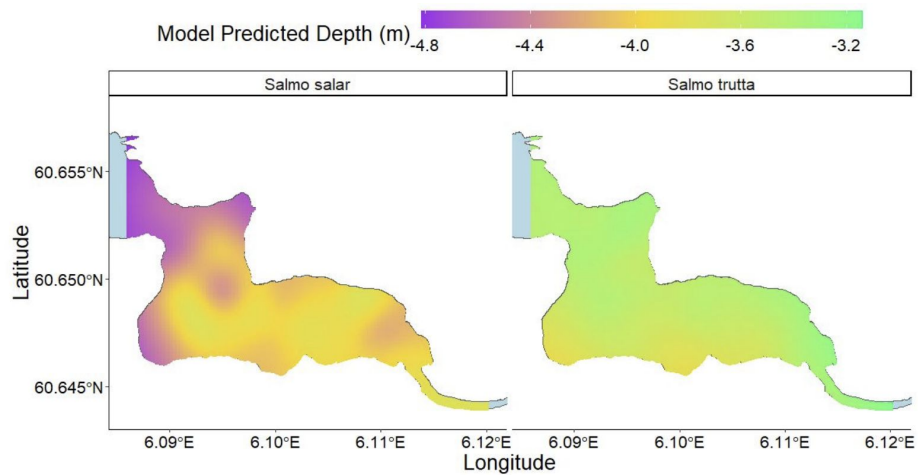 Model Predicted Depth (m)
-4.8 -4.4 -4.0 -3.6 -3.2
Salmo salar Salmo trutta
Latitude
60.655°N
60.650°N
60.645°N
6.09°E 6.10°E 6.11°E 6.12°E 6.09°E 6.10°E 6.11°E 6.12°E
Longitude